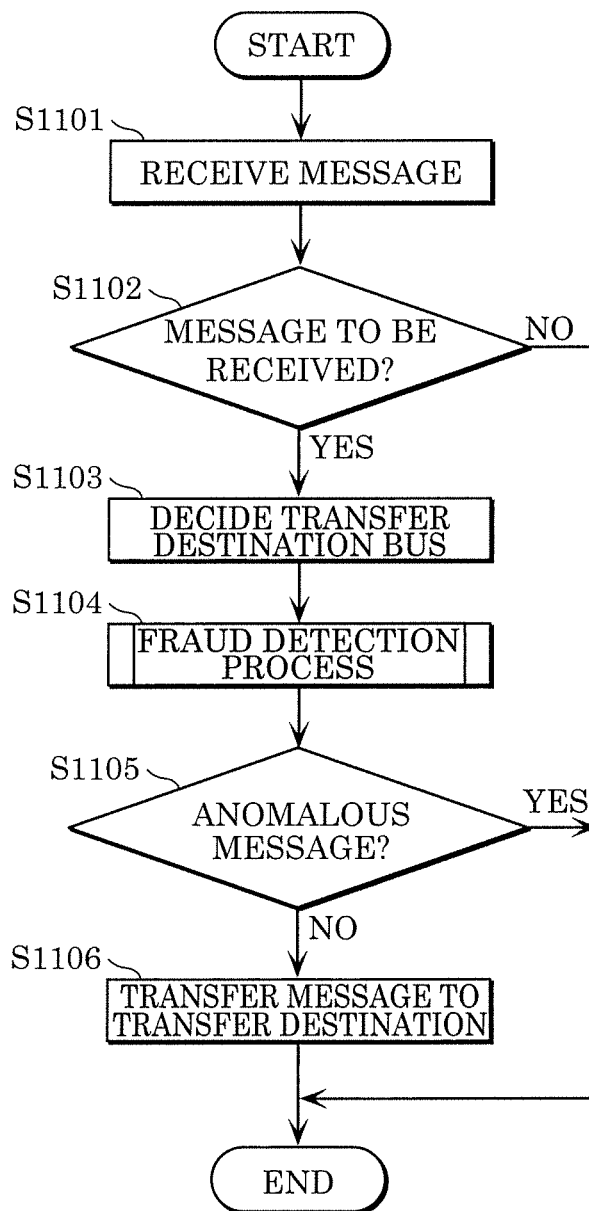 START
S1101
RECEIVE MESSAGE
S1102
MESSAGE TO BE
RECEIVED?
NO
YES
S1103
DECIDE TRANSFER
DESTINATION BUS
S1104
FRAUD DETECTION
PROCESS
S1105
ANOMALOUS
MESSAGE?
YES
NO
S1106
TRANSFER MESSAGE TO
TRANSFER DESTINATION
END